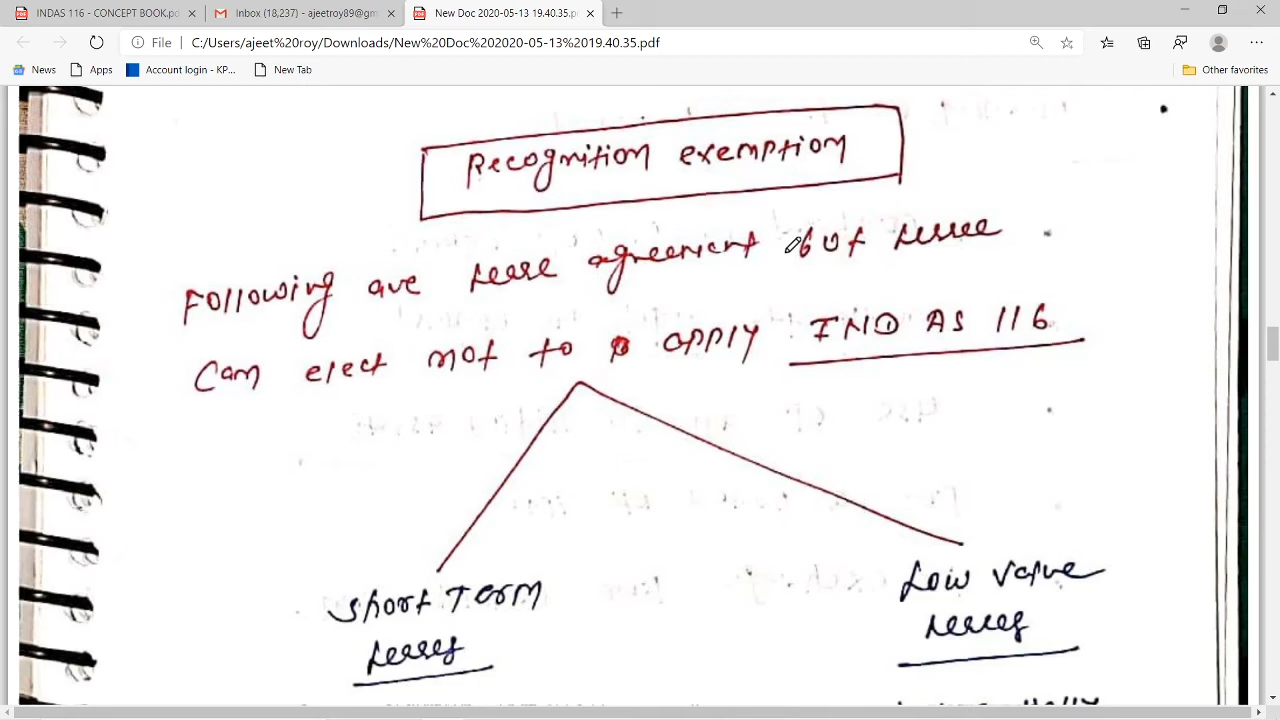 INDAS 116 - CONCEPT BOOK.pd
Inbox (18,237) - ajeetroy89@gm
New Doc 2020-05-13 19.40.35.p
File
C:/Users/ajeet%20roy/Downloads/New%20Doc%202020-05-13%2019.40.35.pdf
News
Apps
Account login - KP...
New Tab
Other favorites
Recognition exemption
Following are lease agreement but lessee
Can elect not to apply IND AS 116
Short Term
leases
Low value
leases